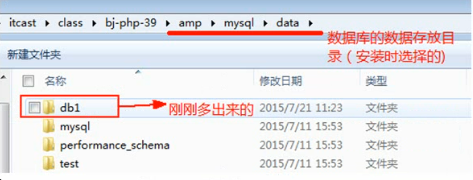 itcast ▸ class ▸ bj-php-39 ▸ amp ▸ mysql ▸ data ▸
数据库的数据存放目
录（安装时选择的)
新建文件夹
名称 修改日期 类型
db1 刚刚多出来的 2015/7/21 11:23 文件夹
mysql 2015/7/11 15:53 文件夹
performance_schema 2015/7/11 15:53 文件夹
test 2015/7/11 15:53 文件夹